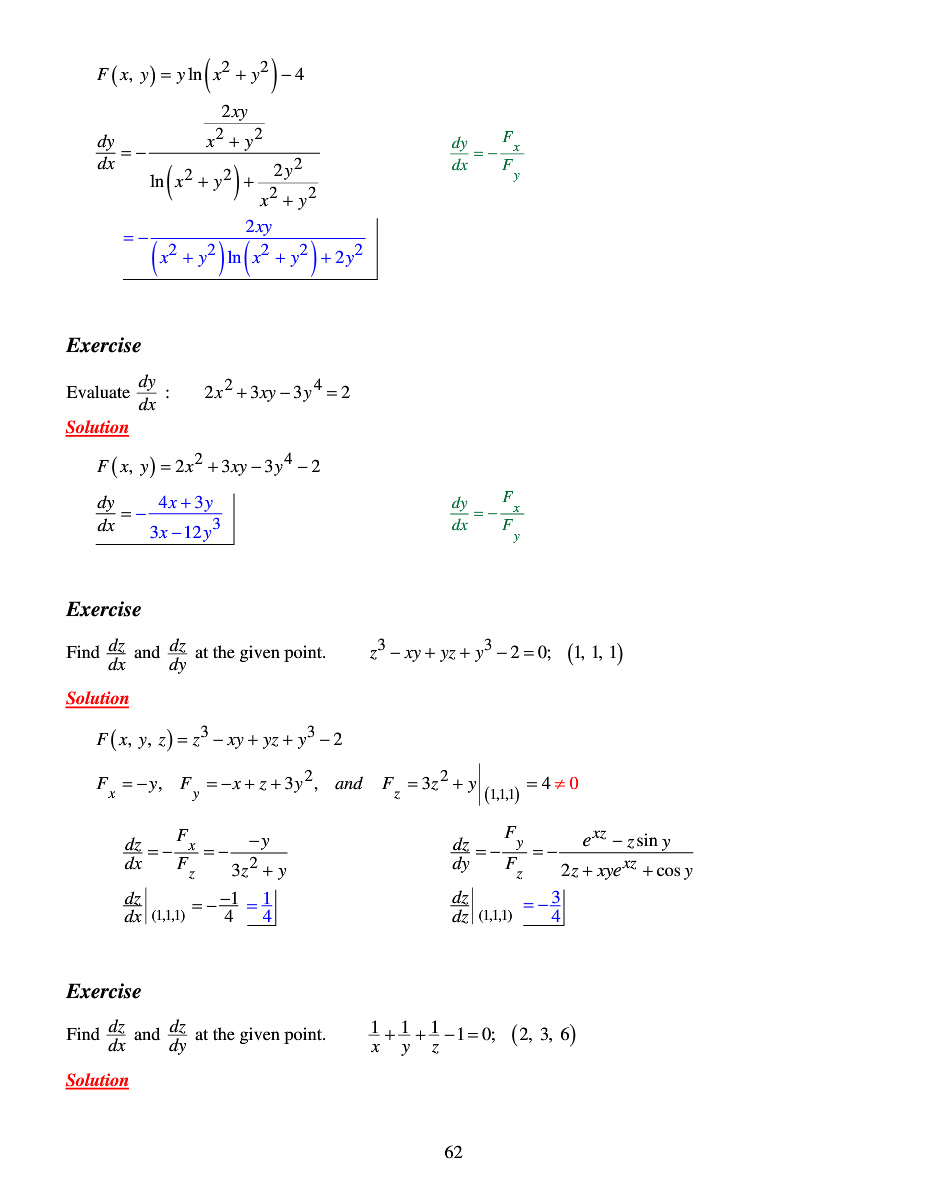 F(x, y) = y ln(x² + y²) − 4
dy/dx = − (2xy/(x² + y²)) / (ln(x² + y²) + 2y²/(x² + y²))    dy/dx = − F_x/F_y
= − 2xy/((x² + y²) ln(x² + y²) + 2y²)
Exercise
Evaluate dy/dx :    2x² + 3xy − 3y⁴ = 2
Solution
F(x, y) = 2x² + 3xy − 3y⁴ − 2
dy/dx = − (4x + 3y)/(3x − 12y³)    dy/dx = − F_x/F_y
Exercise
Find dz/dx and dz/dy at the given point.    z³ − xy + yz + y³ − 2 = 0;  (1, 1, 1)
Solution
F(x, y, z) = z³ − xy + yz + y³ − 2
F_x = −y,  F_y = −x + z + 3y²,  and  F_z = 3z² + y|_(1,1,1) = 4 ≠ 0
dz/dx = − F_x/F_z = − (−y)/(3z² + y)    dz/dy = − F_y/F_z = − (e^{xz} − z sin y)/(2z + xye^{xz} + cos y)
dz/dx|_(1,1,1) = − (−1)/4 = 1/4    dz/dz|_(1,1,1) = − 3/4
Exercise
Find dz/dx and dz/dy at the given point.    1/x + 1/y + 1/z − 1 = 0;  (2, 3, 6)
Solution
62